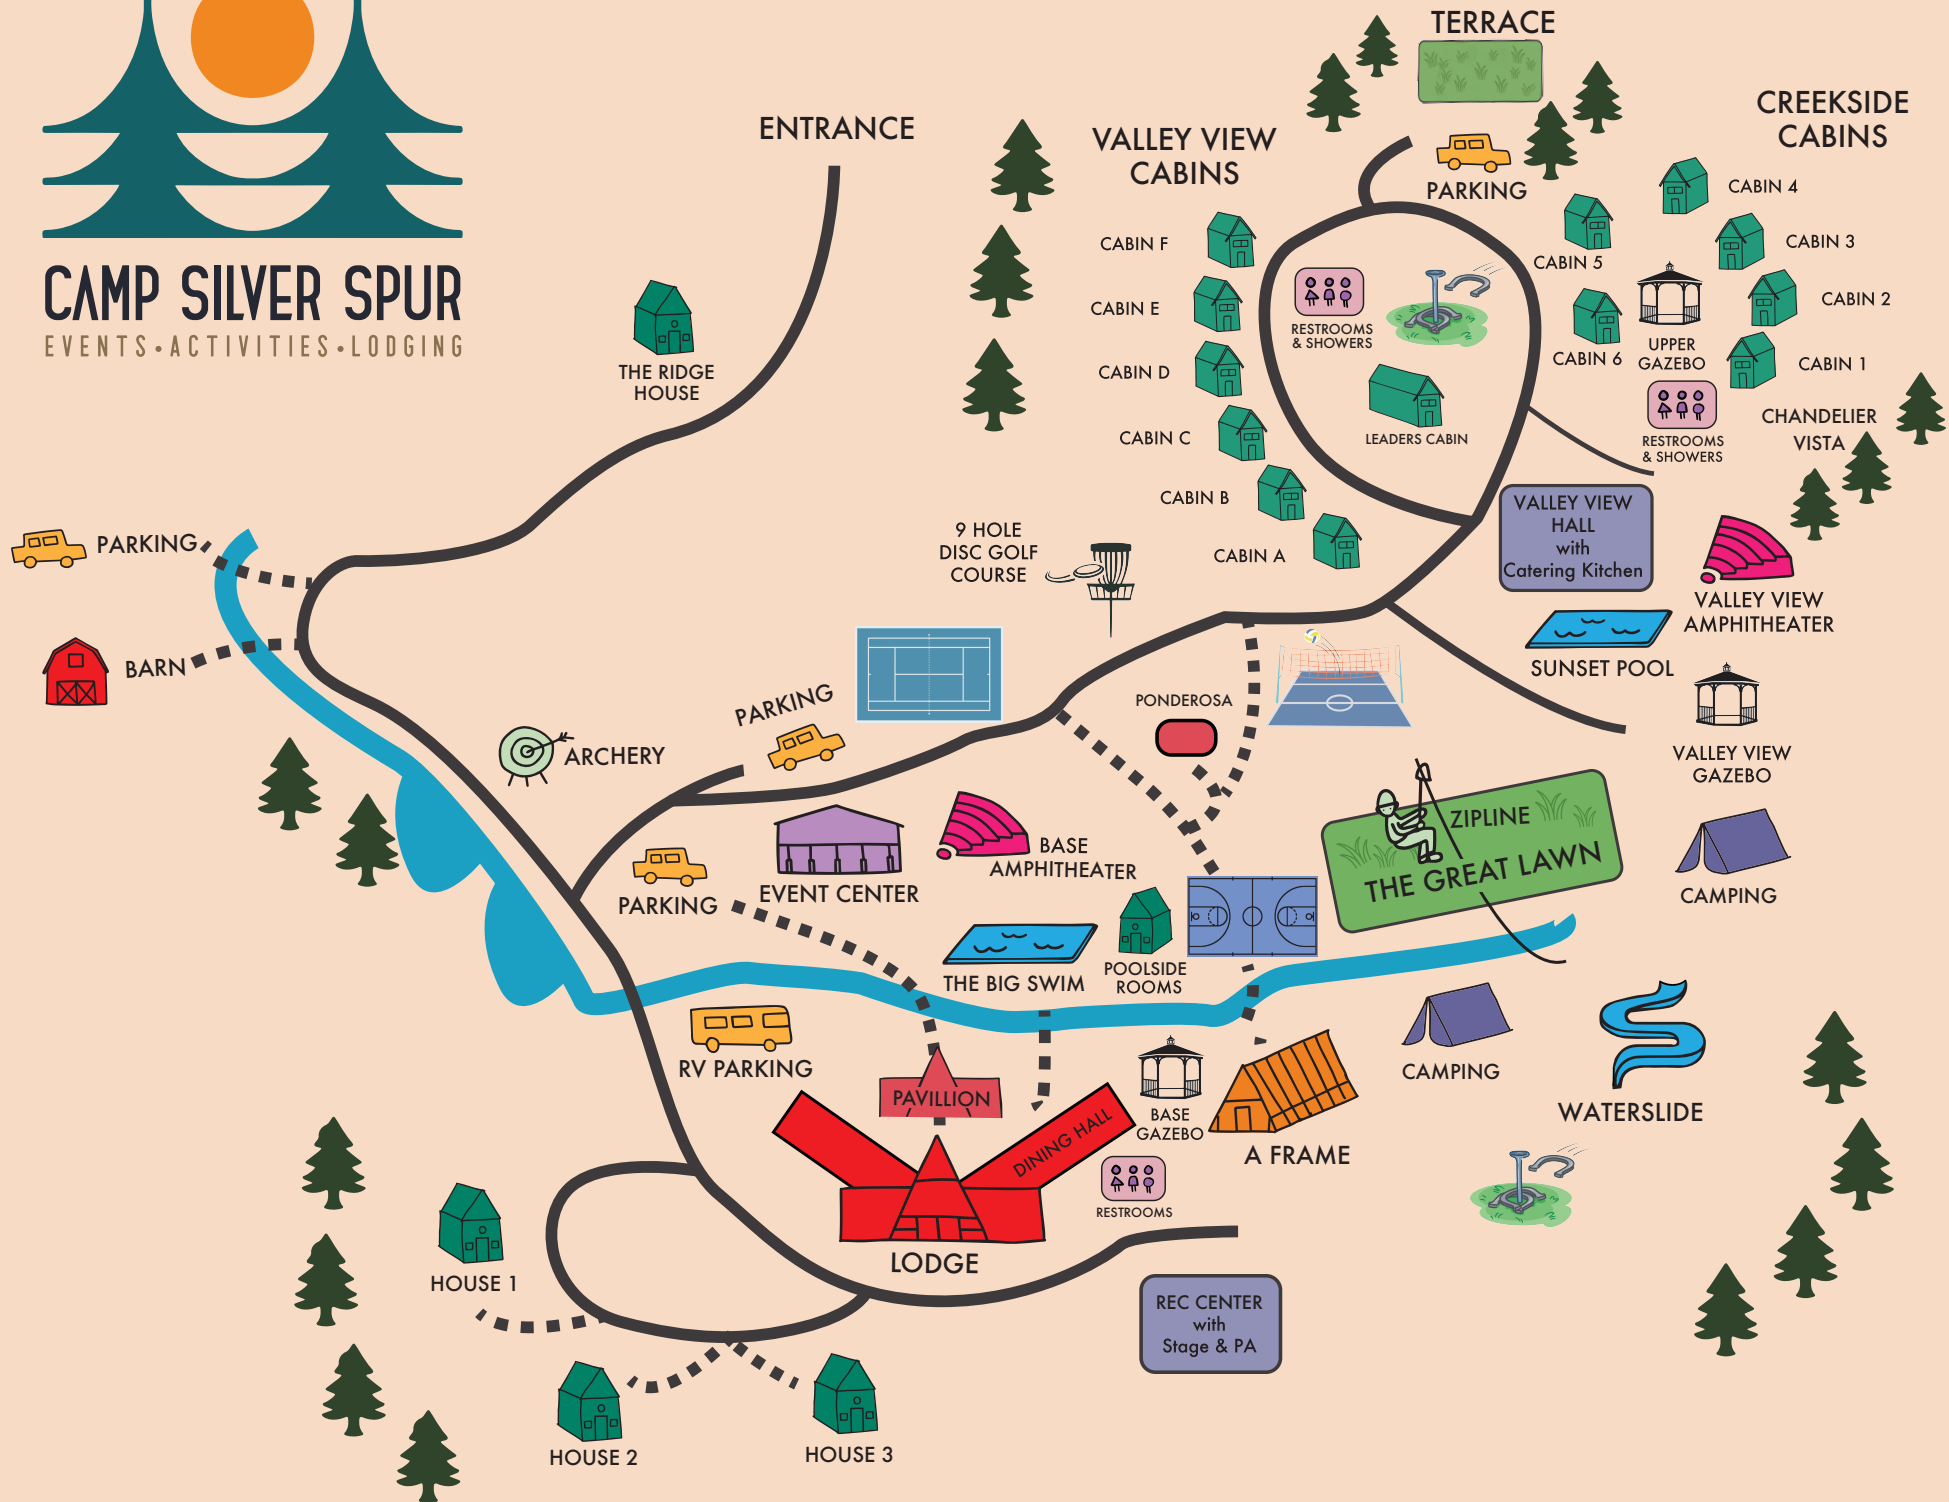 TERRACE
CREEKSIDE
CABINS
ENTRANCE
VALLEY VIEW
CABINS
PARKING
CABIN 4
CABIN F
CABIN 5
CABIN 3
CAMP SILVER SPUR
EVENTS•ACTIVITIES•LODGING
CABIN E
CABIN 2
RESTROOMS
& SHOWERS
UPPER
GAZEBO
CABIN 6
CABIN 1
THE RIDGE
HOUSE
CABIN D
CHANDELIER
VISTA
CABIN C
LEADERS CABIN
RESTROOMS
& SHOWERS
CABIN B
VALLEY VIEW
HALL
with
Catering Kitchen
9 HOLE
DISC GOLF
COURSE
CABIN A
PARKING
VALLEY VIEW
AMPHITHEATER
BARN
SUNSET POOL
PARKING
PONDEROSA
ARCHERY
VALLEY VIEW
GAZEBO
ZIPLINE
THE GREAT LAWN
BASE
AMPHITHEATER
EVENT CENTER
PARKING
CAMPING
THE BIG SWIM
POOLSIDE
ROOMS
RV PARKING
CAMPING
PAVILLION
DINING HALL
BASE
GAZEBO
WATERSLIDE
A FRAME
RESTROOMS
LODGE
HOUSE 1
REC CENTER
with
Stage & PA
HOUSE 2
HOUSE 3